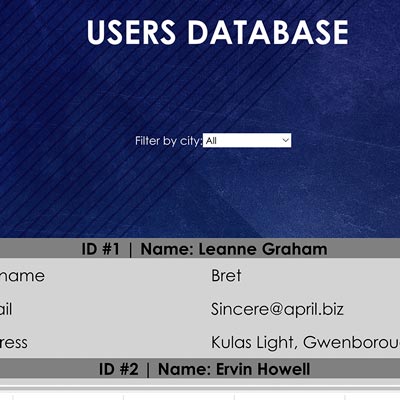 USERS DATABASE
Filter by city: All
ID #1 | Name: Leanne Graham
name Bret
ail Sincere@april.biz
ress Kulas Light, Gwenborou
ID #2 | Name: Ervin Howell